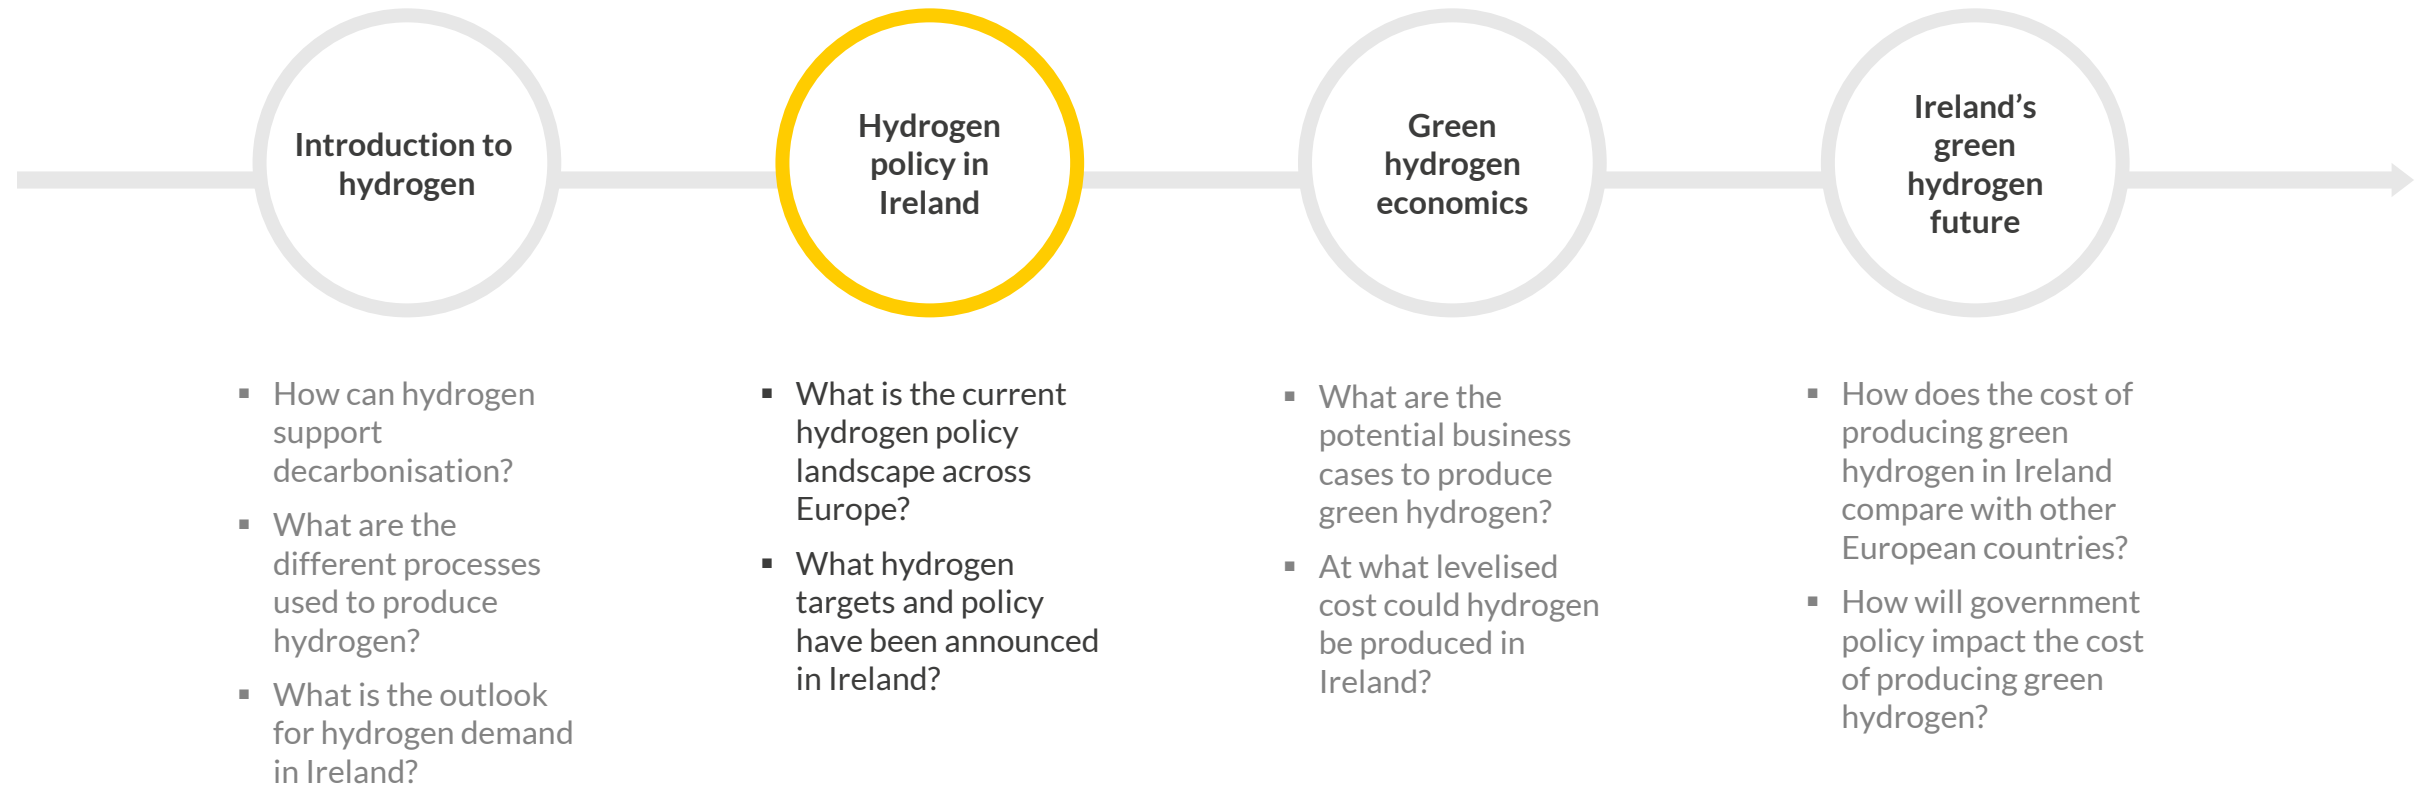 Introduction to
hydrogen
Hydrogen
policy in
Ireland
Green
hydrogen
economics
Ireland’s
green
hydrogen
future
▪ How can hydrogen
support
decarbonisation?
▪ What are the
different processes
used to produce
hydrogen?
▪ What is the outlook
for hydrogen demand
in Ireland?
▪ What is the current
hydrogen policy
landscape across
Europe?
▪ What hydrogen
targets and policy
have been announced
in Ireland?
▪ What are the
potential business
cases to produce
green hydrogen?
▪ At what levelised
cost could hydrogen
be produced in
Ireland?
▪ How does the cost of
producing green
hydrogen in Ireland
compare with other
European countries?
▪ How will government
policy impact the cost
of producing green
hydrogen?